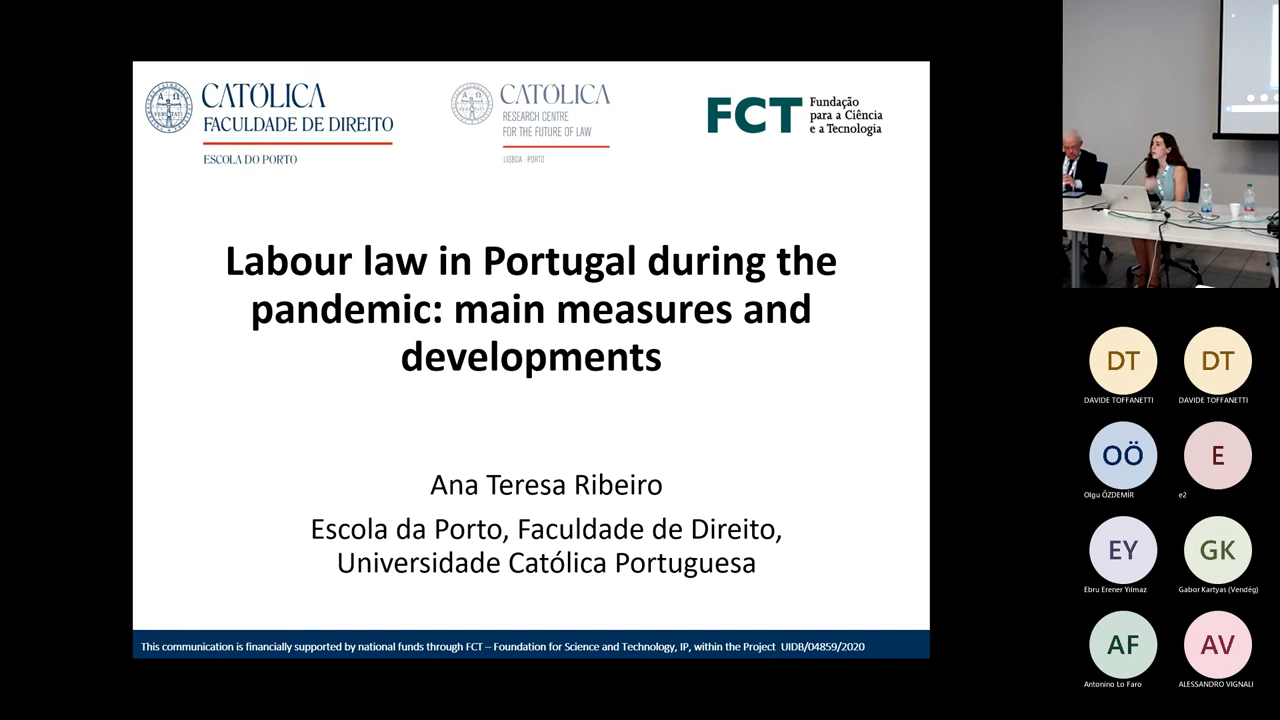 CATÓLICA
FACULDADE DE DIREITO
ESCOLA DO PORTO
CATÓLICA
RESEARCH CENTRE
FOR THE FUTURE OF LAW
LISBOA · PORTO
FCT
Fundação
para a Ciência
e a Tecnologia
Labour law in Portugal during the
pandemic: main measures and
developments
Ana Teresa Ribeiro
Escola da Porto, Faculdade de Direito,
Universidade Católica Portuguesa
This communication is financially supported by national funds through FCT – Foundation for Science and Technology, IP, within the Project UIDB/04859/2020
DT
DT
DAVIDE TOFFANETTI
DAVIDE TOFFANETTI
OÖ
E
Olgu ÖZDEMİR
e2
EY
GK
Ebru Erener Yılmaz
Gabor Kartyas (Vendég)
AF
AV
Antonino Lo Faro
ALESSANDRO VIGNALI